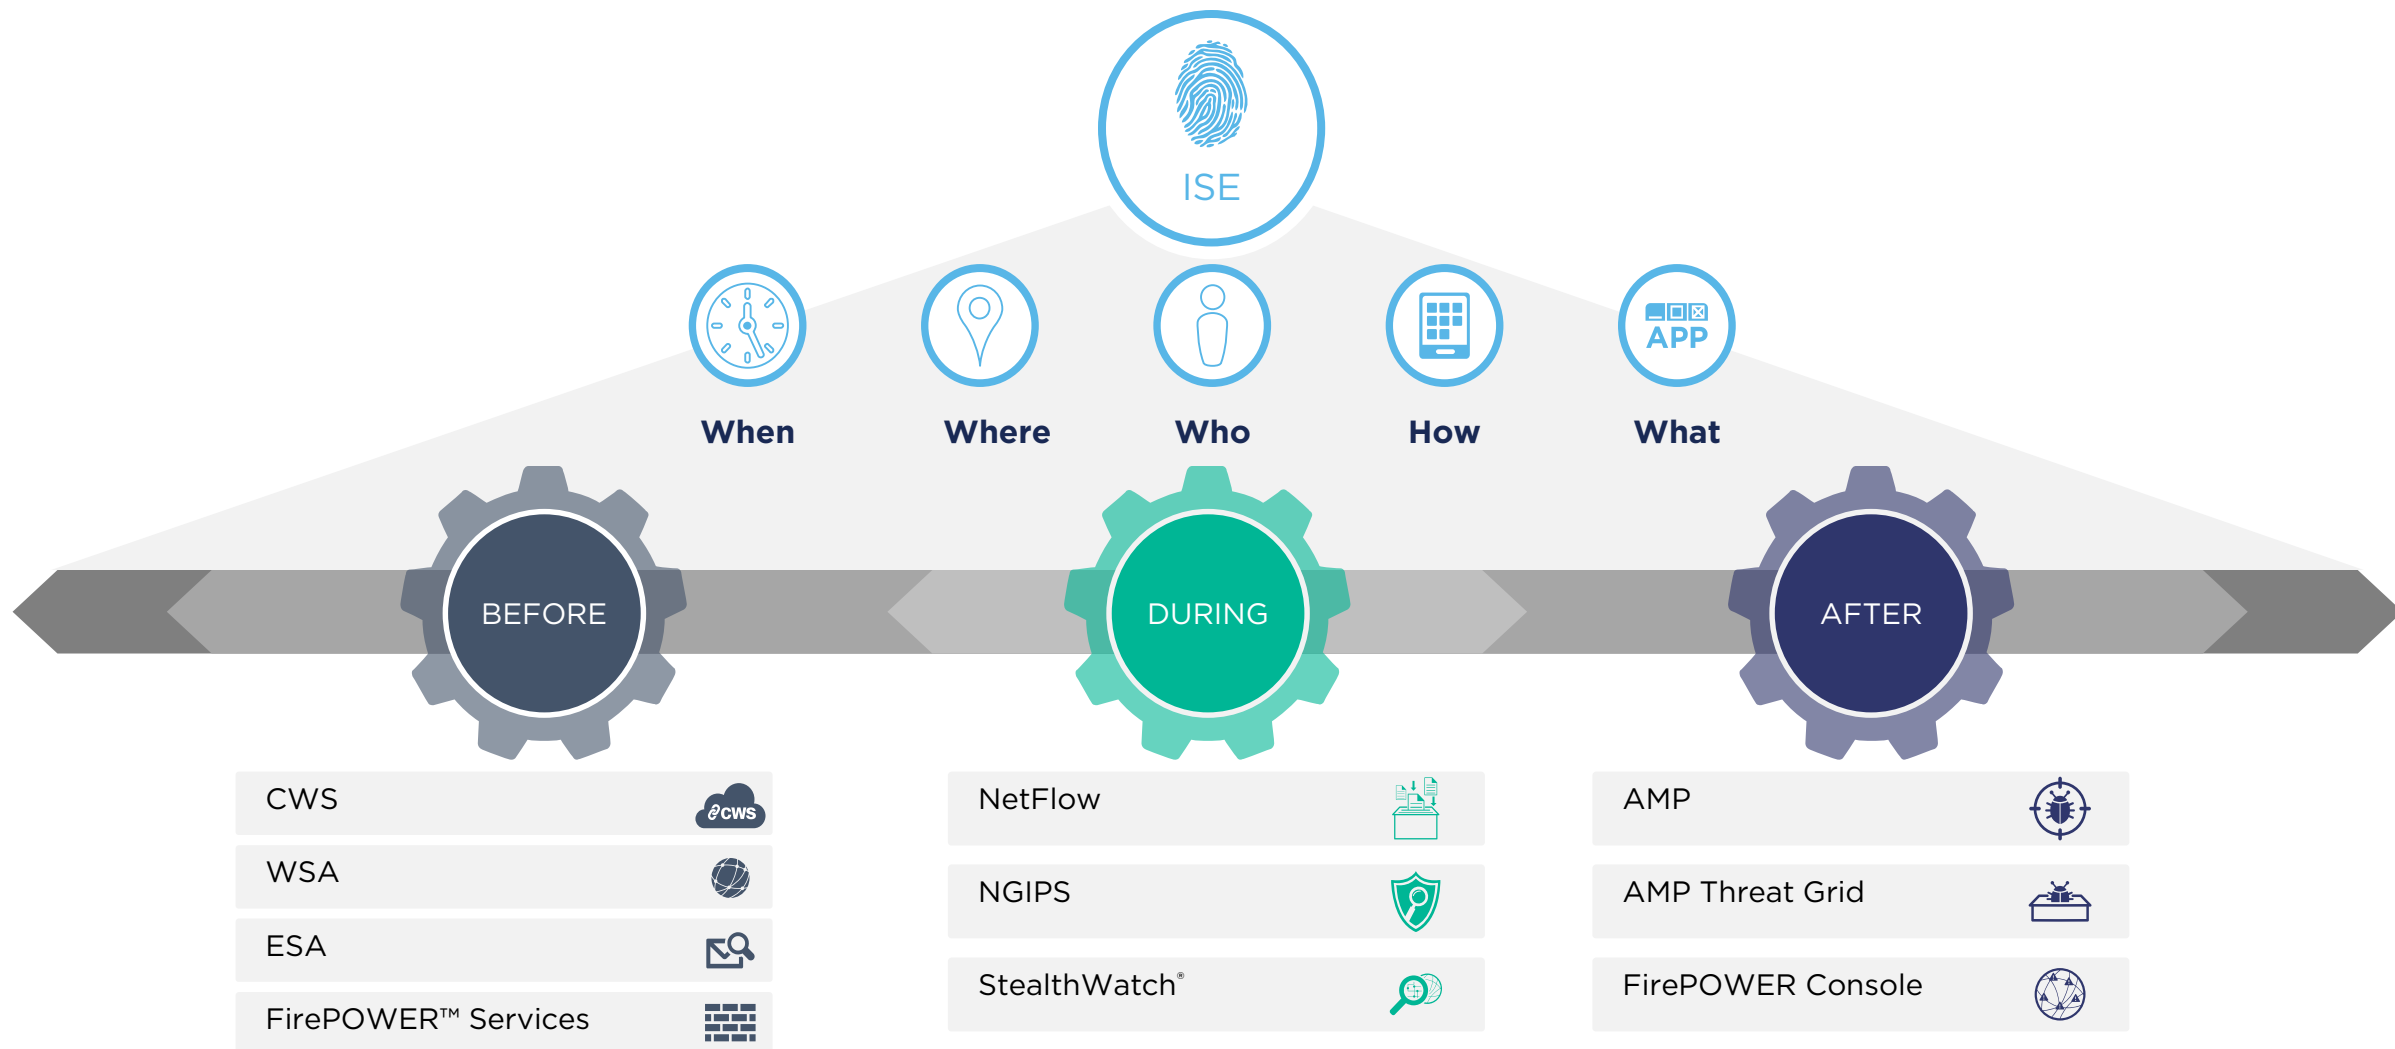 ISE
APP
When
Where
Who
How
What
BEFORE
DURING
AFTER
CWS
CWS
WSA
ESA
FirePOWER™ Services
NetFlow
NGIPS
StealthWatch®
AMP
AMP Threat Grid
FirePOWER Console